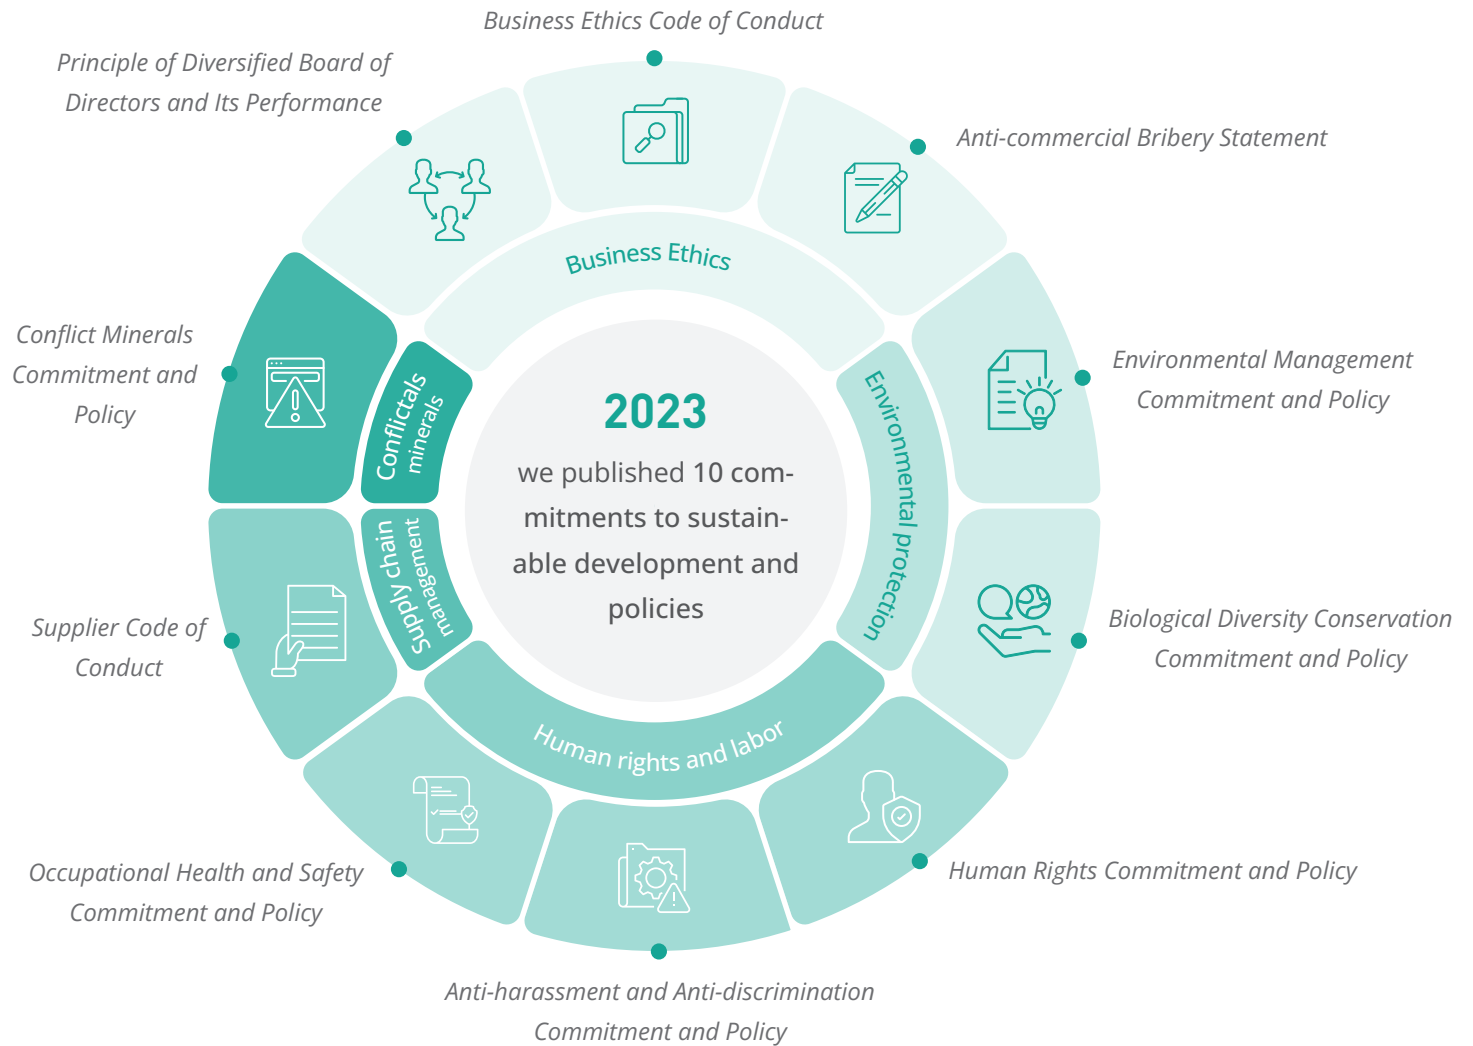 Business Ethics Code of Conduct
Principle of Diversified Board of
Directors and Its Performance
Anti-commercial Bribery Statement
Business Ethics
Conflict Minerals
Commitment and
Policy
Conflictals
minerals
2023
we published 10 com-
mitments to sustain-
able development and
policies
Environmental protection
Environmental Management
Commitment and Policy
Supplier Code of
Conduct
Supply chain
management
Biological Diversity Conservation
Commitment and Policy
Human rights and labor
Occupational Health and Safety
Commitment and Policy
Human Rights Commitment and Policy
Anti-harassment and Anti-discrimination
Commitment and Policy